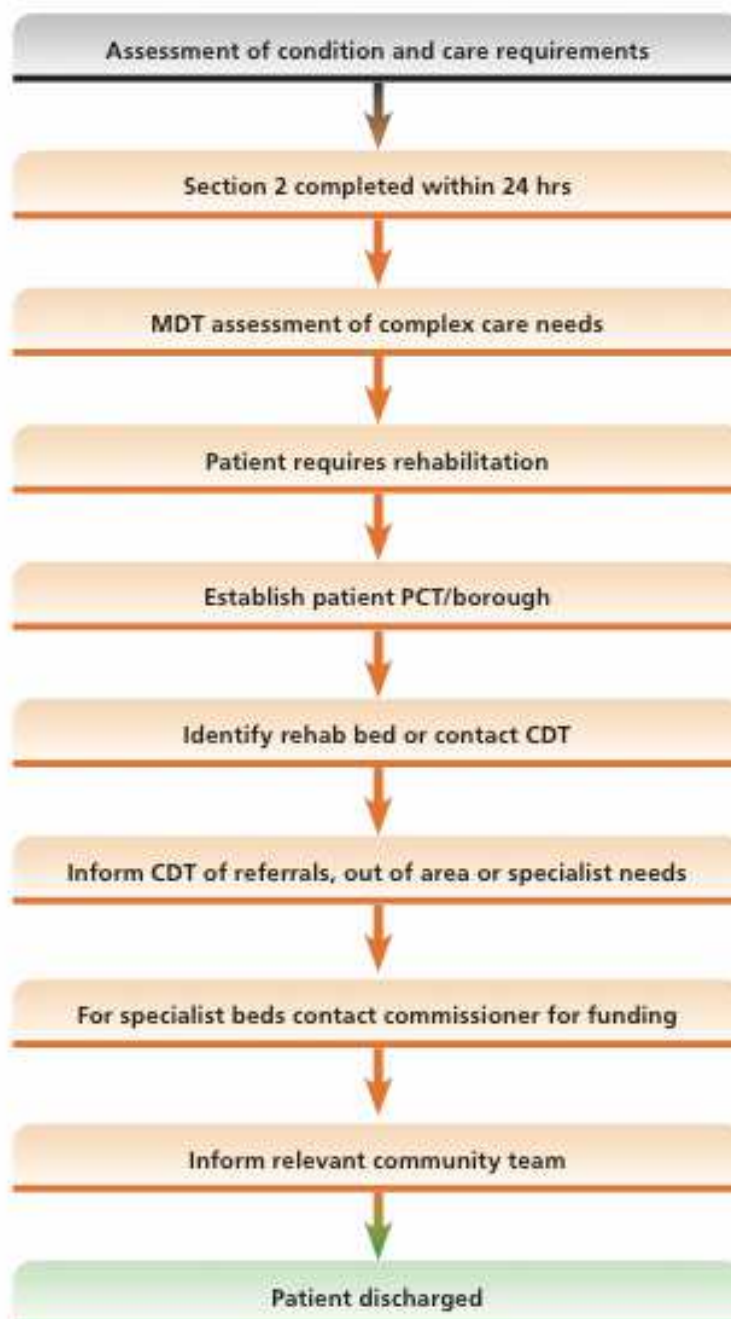 Assessment of condition and care requirements
Section 2 completed within 24 hrs
MDT assessment of complex care needs
Patient requires rehabilitation
Establish patient PCT/borough
Identify rehab bed or contact CDT
Inform CDT of referrals, out of area or specialist needs
For specialist beds contact commissioner for funding
Inform relevant community team
Patient discharged